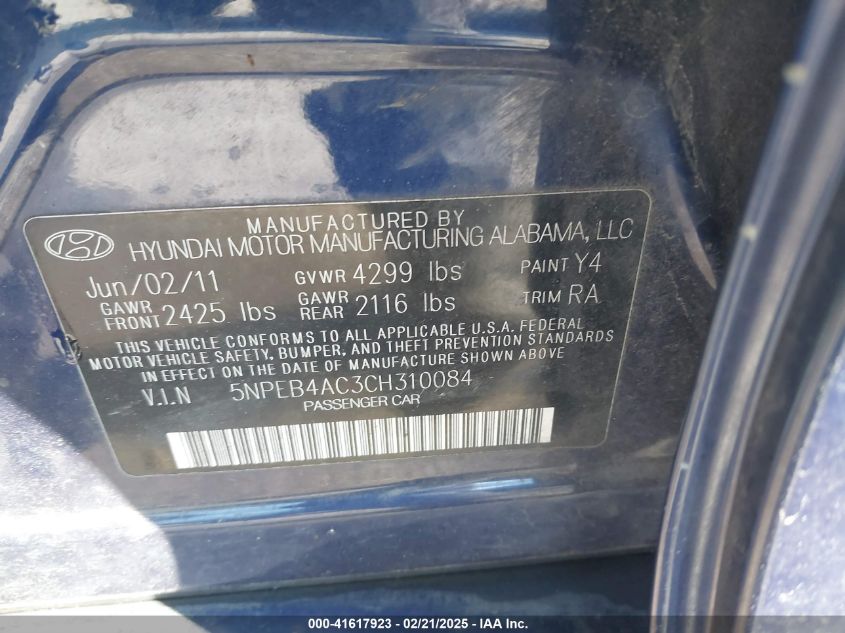 MANUFACTURED BY
HYUNDAI MOTOR MANUFACTURING ALABAMA, LLC
Jun/02/11 GVWR 4299 lbs PAINT Y4
GAWR FRONT 2425 lbs GAWR REAR 2116 lbs TRIM RA
THIS VEHICLE CONFORMS TO ALL APPLICABLE U.S.A. FEDERAL
MOTOR VEHICLE SAFETY, BUMPER, AND THEFT PREVENTION STANDARDS
IN EFFECT ON THE DATE OF MANUFACTURE SHOWN ABOVE
V.I.N 5NPEB4AC3CH310084
PASSENGER CAR
000-41617923 - 02/21/2025 - IAA Inc.